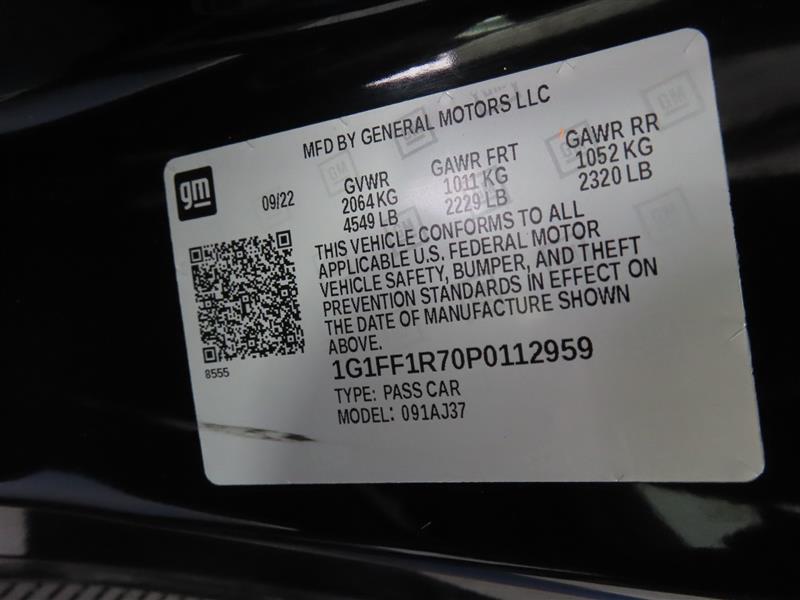 MFD BY GENERAL MOTORS LLC
gm
09/22
GVWR
2064 KG
4549 LB
GAWR FRT
1011 KG
2229 LB
GAWR RR
1052 KG
2320 LB
THIS VEHICLE CONFORMS TO ALL
APPLICABLE U.S. FEDERAL MOTOR
VEHICLE SAFETY, BUMPER, AND THEFT
PREVENTION STANDARDS IN EFFECT ON
THE DATE OF MANUFACTURE SHOWN
ABOVE.
8555
1G1FF1R70P0112959
TYPE: PASS CAR
MODEL: 091AJ37